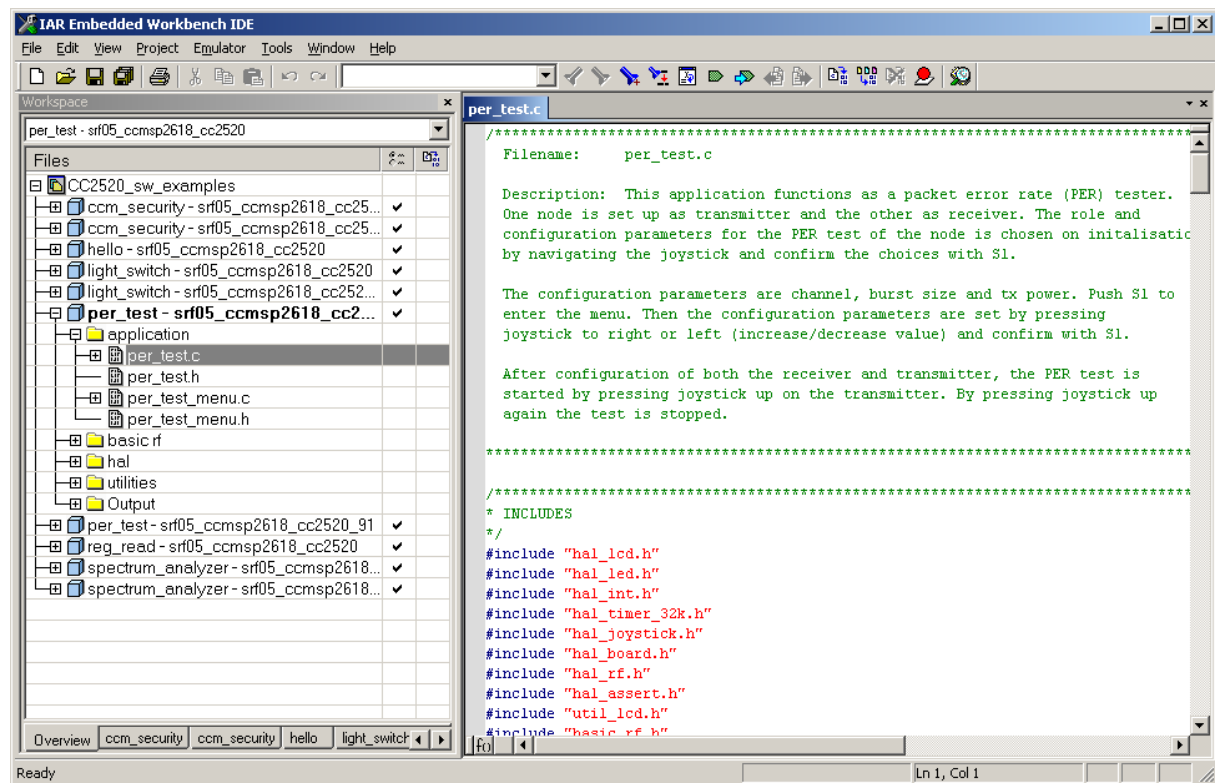 IAR Embedded Workbench IDE
File Edit View Project Emulator Tools Window Help
Workspace
per_test - srf05_ccmsp2618_cc2520
Files
CC2520_sw_examples
ccm_security - srf05_ccmsp2618_cc25...
ccm_security - srf05_ccmsp2618_cc25...
hello - srf05_ccmsp2618_cc2520
light_switch - srf05_ccmsp2618_cc2520
light_switch - srf05_ccmsp2618_cc252...
per_test - srf05_ccmsp2618_cc2...
application
per_test.c
per_test.h
per_test_menu.c
per_test_menu.h
basic rf
hal
utilities
Output
per_test - srf05_ccmsp2618_cc2520_91
reg_read - srf05_ccmsp2618_cc2520
spectrum_analyzer - srf05_ccmsp2618...
spectrum_analyzer - srf05_ccmsp2618...
Overview ccm_security ccm_security hello light_switch
per_test.c
/***********************************************************************************
Filename: per_test.c
Description: This application functions as a packet error rate (PER) tester.
One node is set up as transmitter and the other as receiver. The role and
configuration parameters for the PER test of the node is chosen on initalisatic
by navigating the joystick and confirm the choices with S1.
The configuration parameters are channel, burst size and tx power. Push S1 to
enter the menu. Then the configuration parameters are set by pressing
joystick to right or left (increase/decrease value) and confirm with S1.
After configuration of both the receiver and transmitter, the PER test is
started by pressing joystick up on the transmitter. By pressing joystick up
again the test is stopped.
***********************************************************************************
/***********************************************************************************
* INCLUDES
*/
#include "hal_lcd.h"
#include "hal_led.h"
#include "hal_int.h"
#include "hal_timer_32k.h"
#include "hal_joystick.h"
#include "hal_board.h"
#include "hal_rf.h"
#include "hal_assert.h"
#include "util_lcd.h"
#include "basic_rf.h"
f()
Ready
Ln 1, Col 1